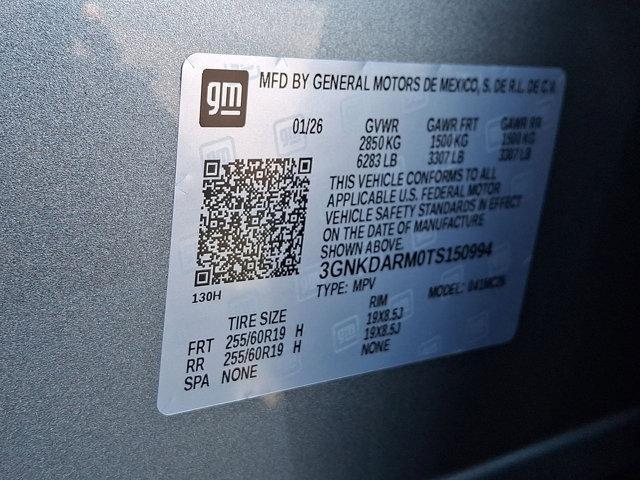 gm
MFD BY GENERAL MOTORS DE MEXICO, S. DE R.L. DE C.V.
01/26 GVWR GAWR FRT GAWR RR
2850 KG 1500 KG 1500 KG
6283 LB 3307 LB 3307 LB
THIS VEHICLE CONFORMS TO ALL
APPLICABLE U.S. FEDERAL MOTOR
VEHICLE SAFETY STANDARDS IN EFFECT
ON THE DATE OF MANUFACTURE
SHOWN ABOVE.
3GNKDARM0TS150994
130H
TYPE: MPV MODEL:
TIRE SIZE RIM
FRT 255/60R19 H 19X8.5J
RR 255/60R19 H 19X8.5J
SPA NONE NONE